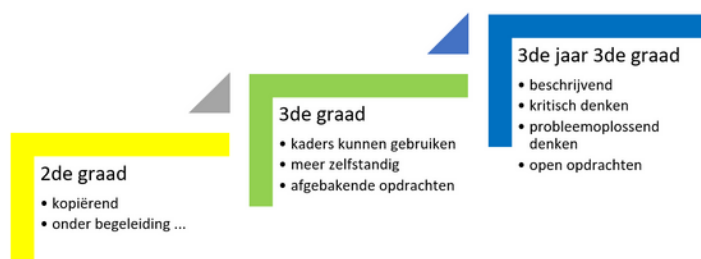 2de graad
• kopiërend
• onder begeleiding ...
3de graad
• kaders kunnen gebruiken
• meer zelfstandig
• afgebakende opdrachten
3de jaar 3de graad
• beschrijvend
• kritisch denken
• probleemoplossend
denken
• open opdrachten